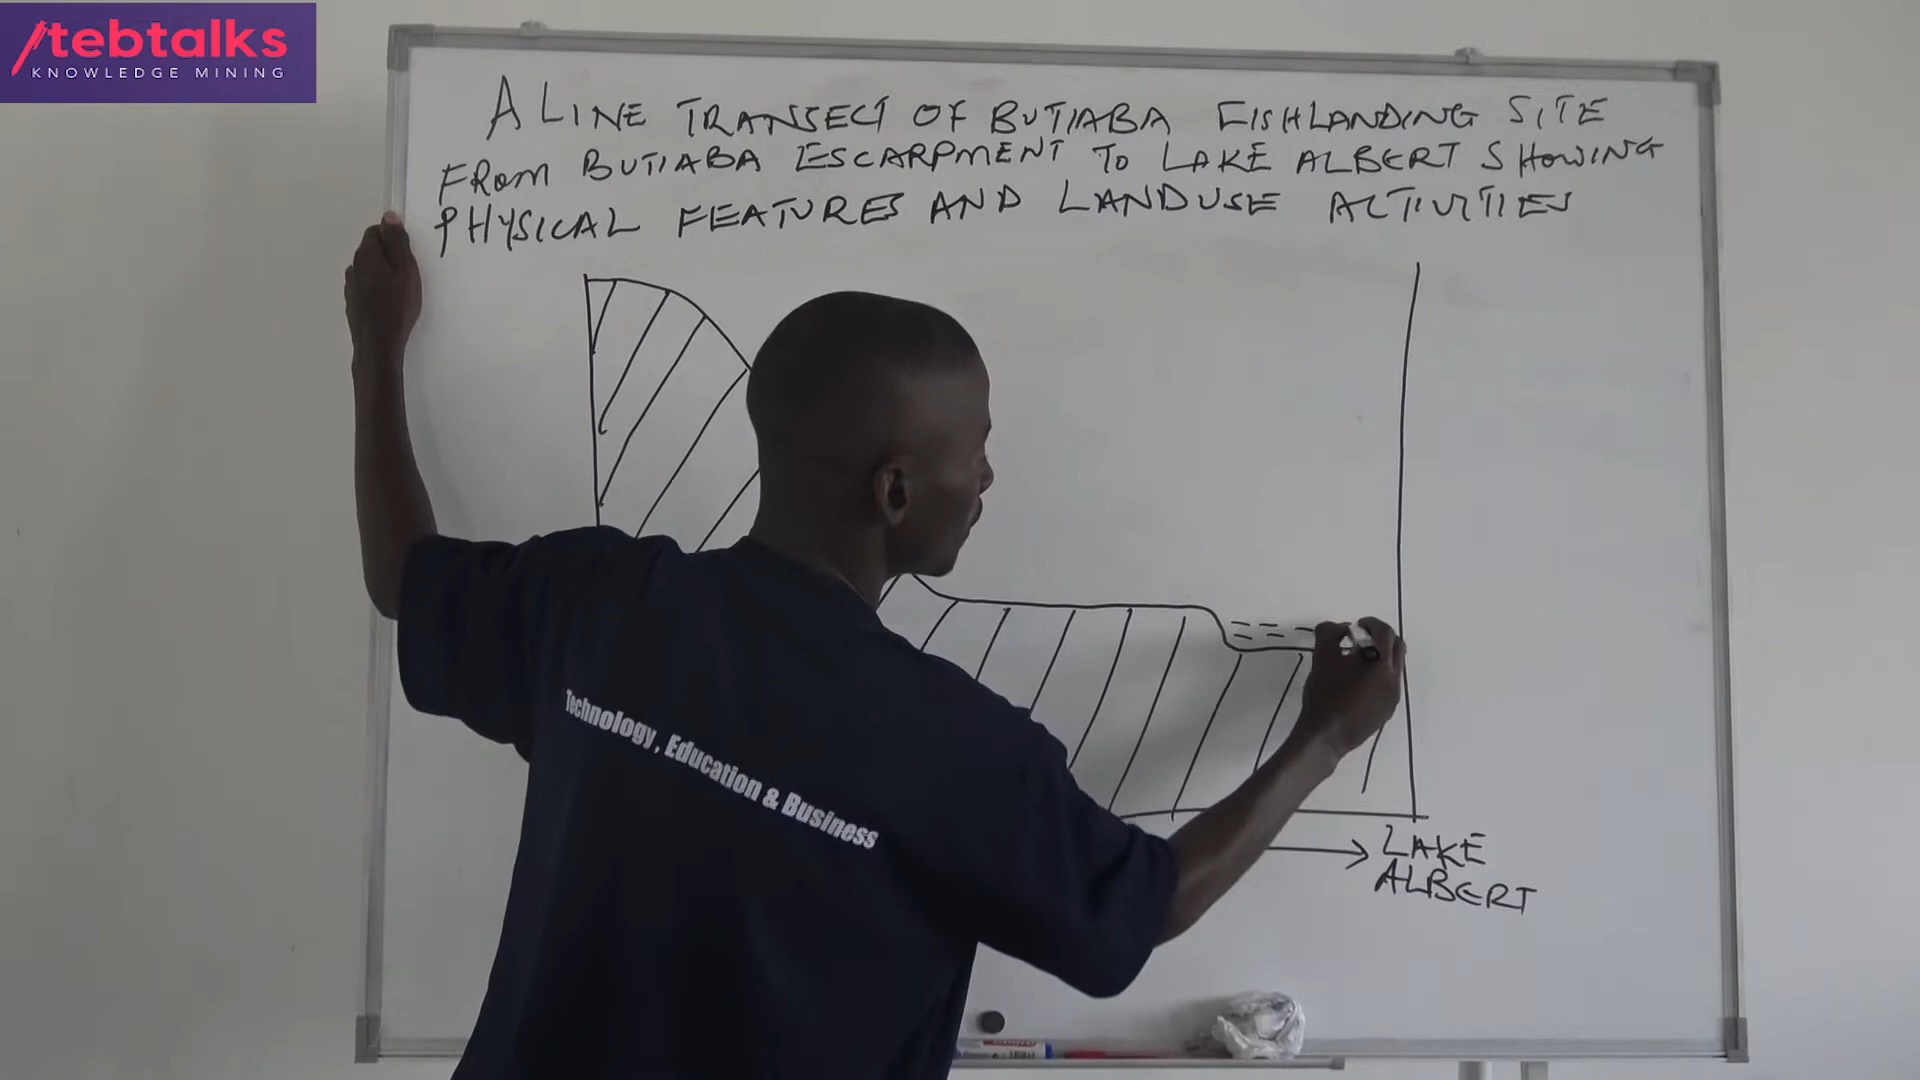 /tebtalks
KNOWLEDGE MINING
A LINE TRANSECT OF BUTIABA FISHLANDING SITE
FROM BUTIABA ESCARPMENT TO LAKE ALBERT SHOWING
PHYSICAL FEATURES AND LANDUSE ACTIVITIES
Technology, Education & Business
LAKE
ALBERT